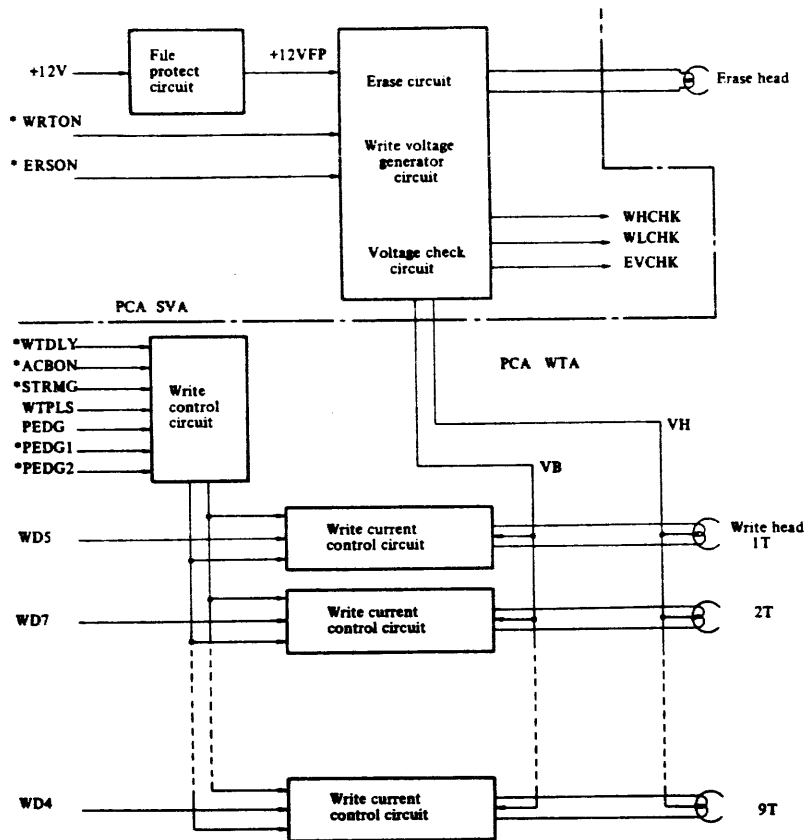 +12V
File
protect
circuit
+12VFP
Erase circuit
Erase head
* WRTON
Write voltage
generator
circuit
* ERSON
WHCHK
WLCHK
EVCHK
Voltage check
circuit
PCA SVA
*WTDLY
*ACBON
*STRMG
WTPLS
PEDG
*PEDG1
*PEDG2
Write
control
circuit
PCA WTA
VH
VB
WD5
Write current
control circuit
Write head
1T
WD7
Write current
control circuit
2T
WD4
Write current
control circuit
9T